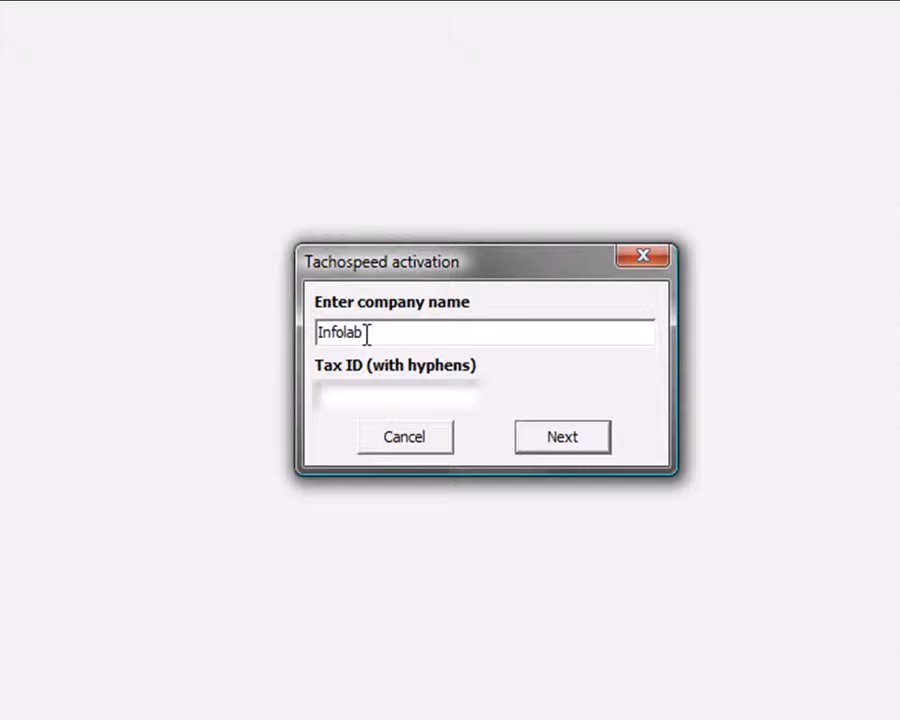 Tachospeed activation
Enter company name
Infolab
Tax ID (with hyphens)
Cancel
Next